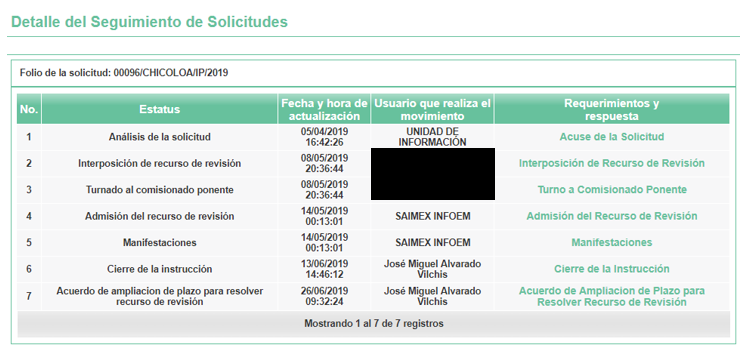 Detalle del Seguimiento de Solicitudes
Folio de la solicitud: 00096/CHICOLOA/IP/2019
No. Estatus Fecha y hora de actualización Usuario que realiza el movimiento Requerimientos y respuesta
1 Análisis de la solicitud 05/04/2019 16:42:26 UNIDAD DE INFORMACIÓN Acuse de la Solicitud
2 Interposición de recurso de revisión 08/05/2019 20:36:44 Interposición de Recurso de Revisión
3 Turnado al comisionado ponente 08/05/2019 20:36:44 Turno a Comisionado Ponente
4 Admisión del recurso de revisión 14/05/2019 00:13:01 SAIMEX INFOEM Admisión del Recurso de Revisión
5 Manifestaciones 14/05/2019 00:13:01 SAIMEX INFOEM Manifestaciones
6 Cierre de la instrucción 13/06/2019 14:46:12 José Miguel Alvarado Vilchis Cierre de la Instrucción
7 Acuerdo de ampliacion de plazo para resolver recurso de revisión 26/06/2019 09:32:24 José Miguel Alvarado Vilchis Acuerdo de Ampliacion de Plazo para Resolver Recurso de Revisión
Mostrando 1 al 7 de 7 registros